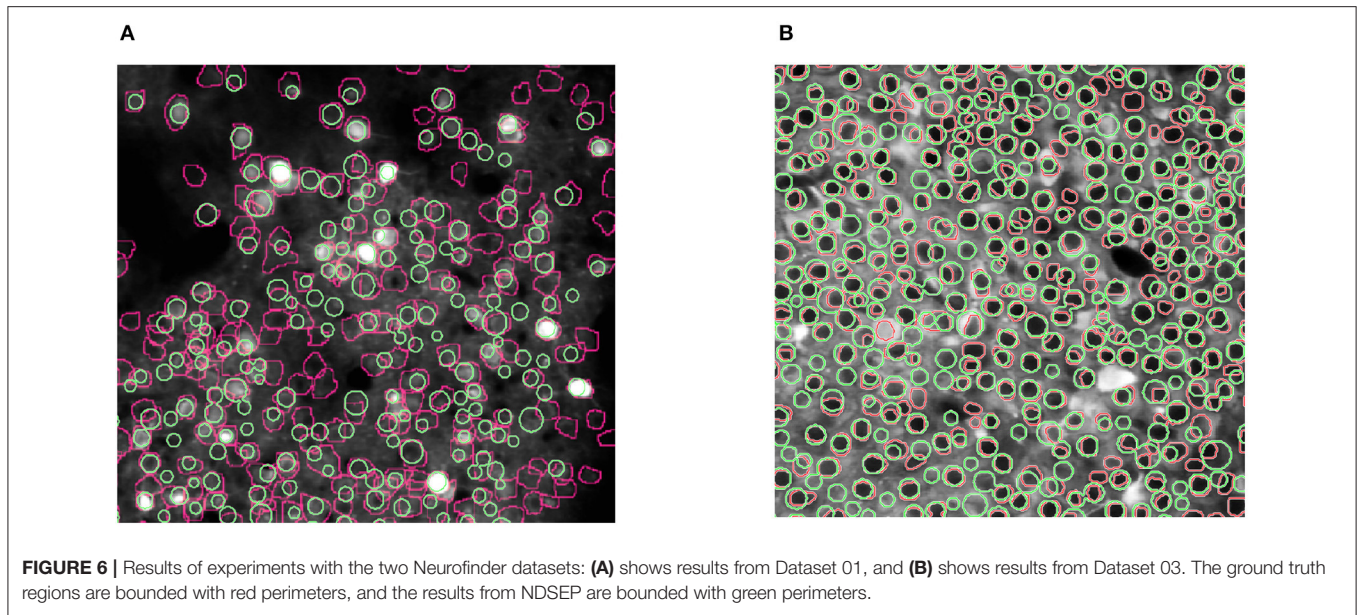 A
B
FIGURE 6 | Results of experiments with the two Neurofinder datasets: (A) shows results from Dataset 01, and (B) shows results from Dataset 03. The ground truth
regions are bounded with red perimeters, and the results from NDSEP are bounded with green perimeters.